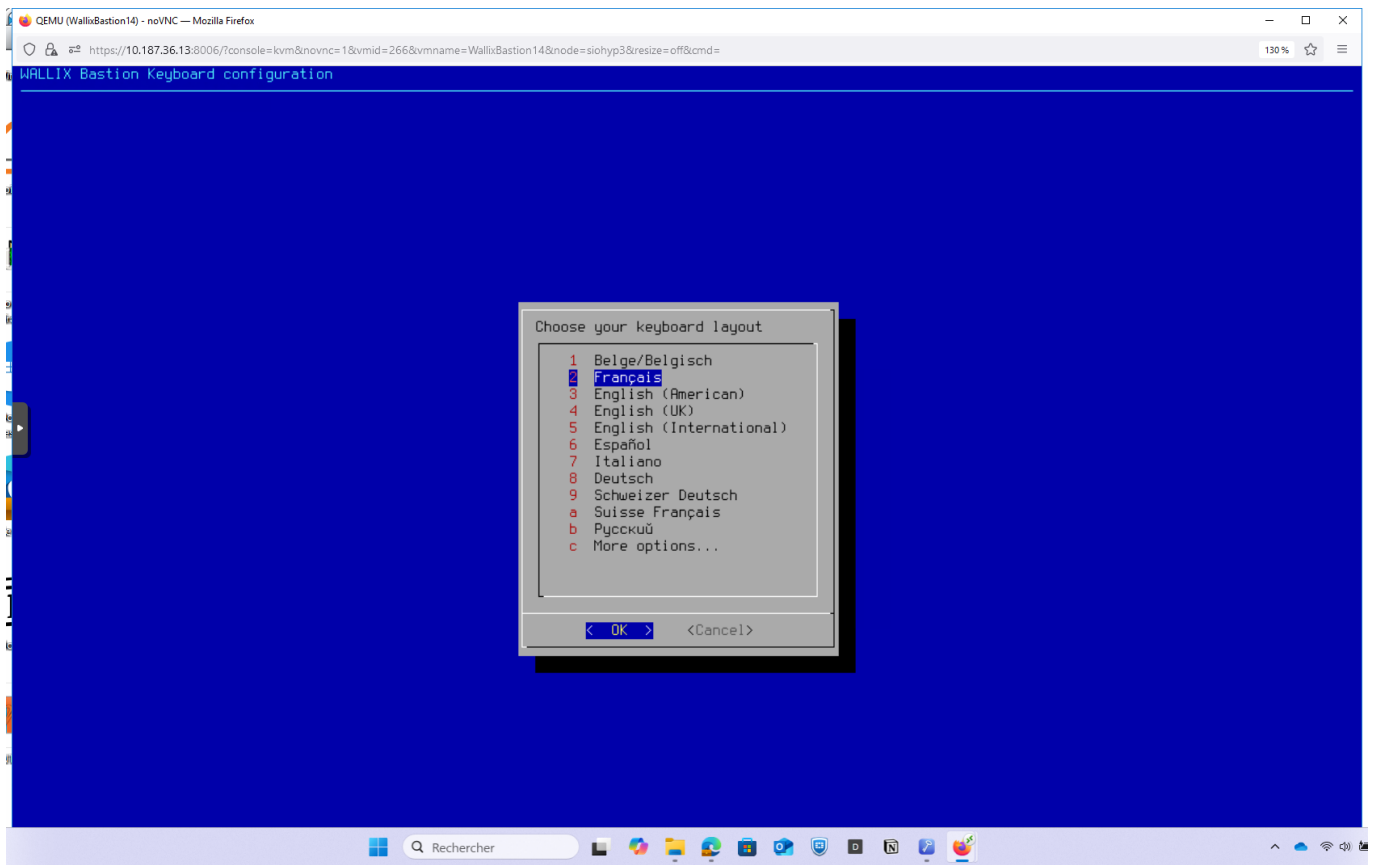 QEMU (WallixBastion14) - noVNC — Mozilla Firefox
https://10.187.36.13:8006/?console=kvm&novnc=1&vmid=266&vmname=WallixBastion14&node=siohyp3&resize=off&cmd=
130 %
WALLIX Bastion Keyboard configuration
Choose your keyboard layout
1 Belge/Belgisch
2 Français
3 English (American)
4 English (UK)
5 English (International)
6 Español
7 Italiano
8 Deutsch
9 Schweizer Deutsch
a Suisse Français
b Русский
c More options...
< OK > <Cancel>
Rechercher